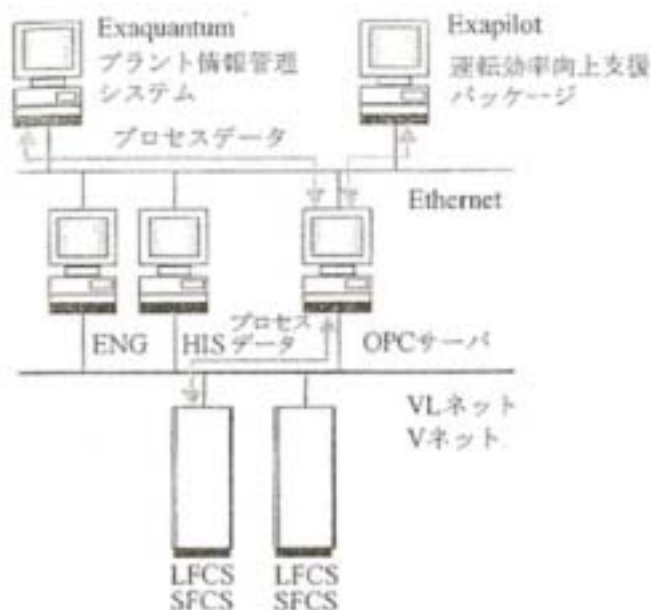 Exaquantum
プラント情報管理
システム
Exapilot
運転効率向上支援
パッケージ
プロセスデータ
Ethernet
ENG
HIS
プロセス
データ
OPCサーバ
VLネット
Vネット
LFCS
SFCS
LFCS
SFCS